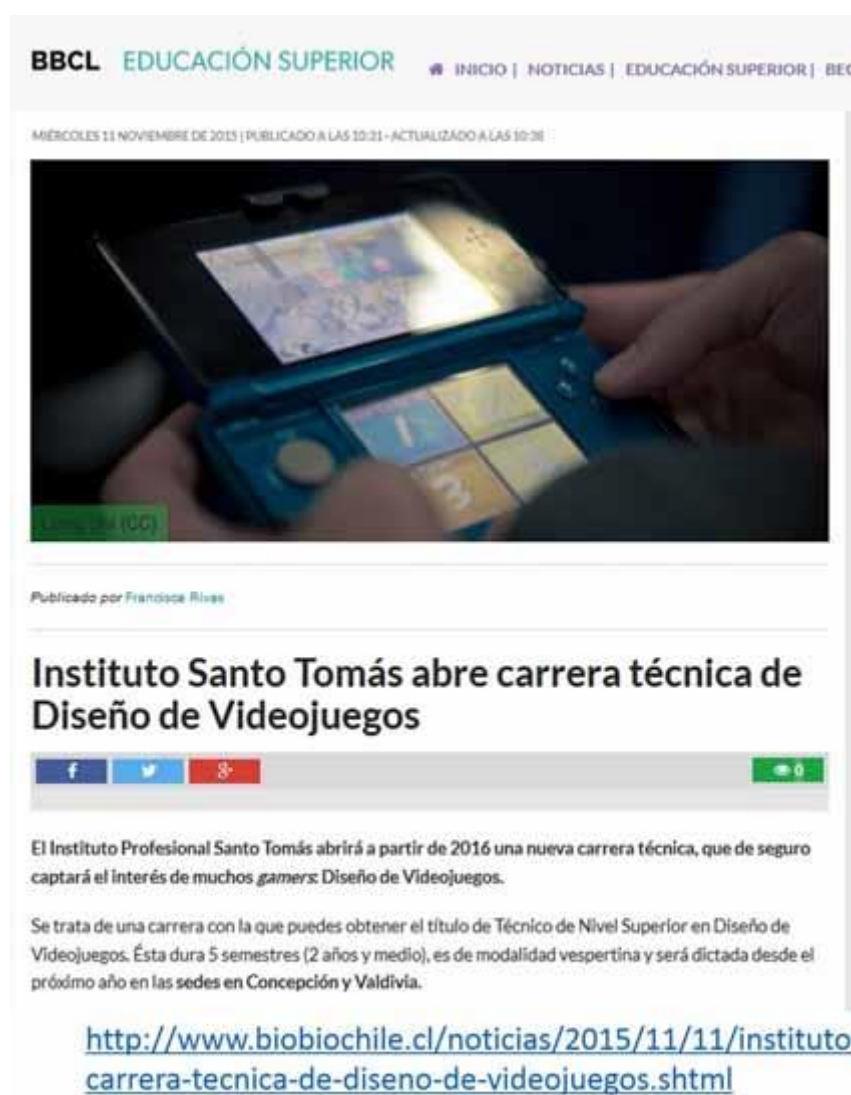 BBCL EDUCACIÓN SUPERIOR INICIO | NOTICIAS | EDUCACIÓN SUPERIOR | BEC
MIÉRCOLES 11 NOVIEMBRE DE 2015 | PUBLICADO A LAS 10:31 - ACTUALIZADO A LAS 10:38
(CC)
Publicado por Francisca Rivas
Instituto Santo Tomás abre carrera técnica de
Diseño de Videojuegos
0
El Instituto Profesional Santo Tomás abrirá a partir de 2016 una nueva carrera técnica, que de seguro
captará el interés de muchos gamers: Diseño de Videojuegos.
Se trata de una carrera con la que puedes obtener el título de Técnico de Nivel Superior en Diseño de
Videojuegos. Ésta dura 5 semestres (2 años y medio), es de modalidad vespertina y será dictada desde el
próximo año en las sedes en Concepción y Valdivia.
http://www.biobiochile.cl/noticias/2015/11/11/instituto
carrera-tecnica-de-diseno-de-videojuegos.shtml